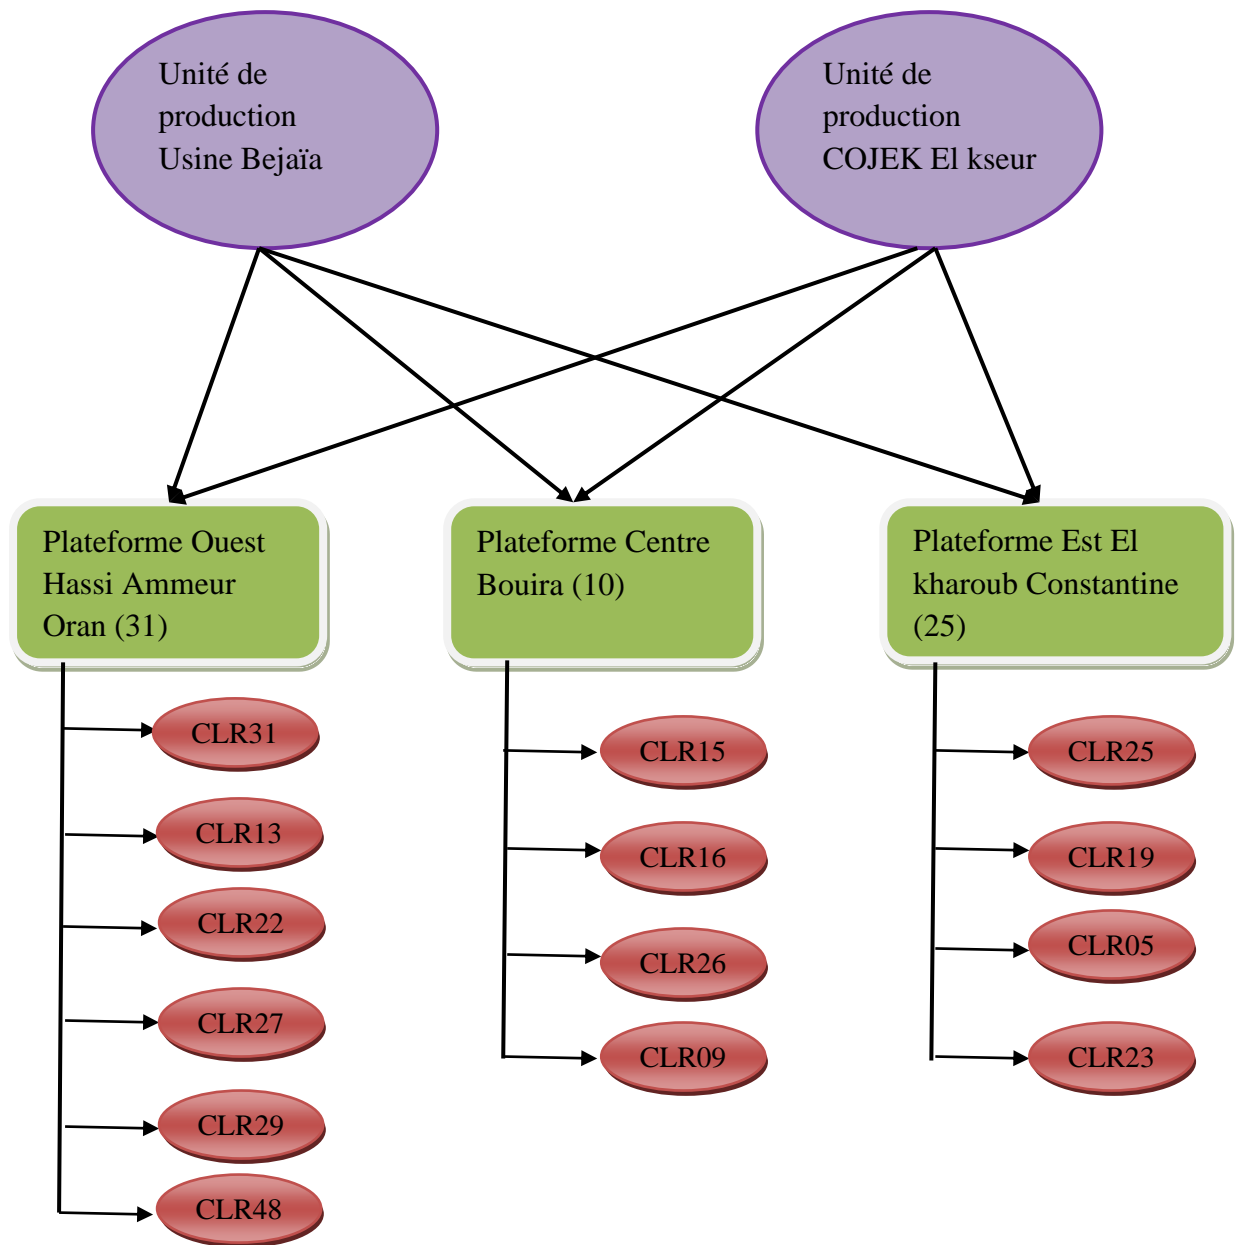 Unité de
production
Usine Bejaïa
Unité de
production
COJEK El kseur
Plateforme Ouest
Hassi Ammeur
Oran (31)
Plateforme Centre
Bouira (10)
Plateforme Est El
kharoub Constantine
(25)
CLR31
CLR13
CLR22
CLR27
CLR29
CLR48
CLR15
CLR16
CLR26
CLR09
CLR25
CLR19
CLR05
CLR23